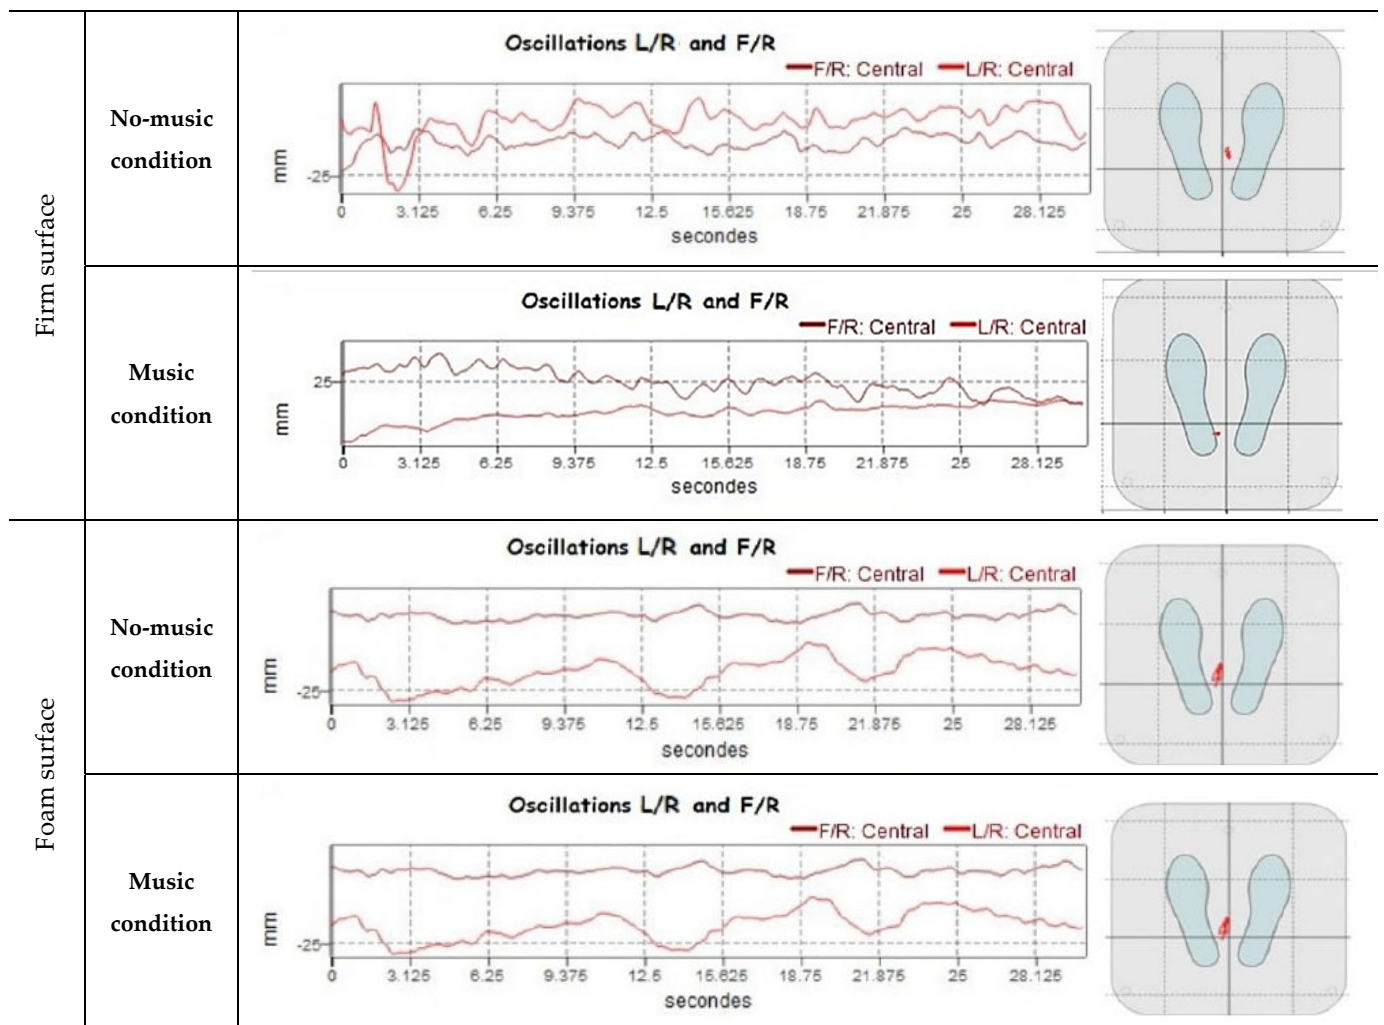 Firm surface
No-music
condition
Oscillations L/R and F/R
F/R: Central L/R: Central
mm
-25
0 3.125 6.25 9.375 12.5 15.625 18.75 21.875 25 28.125
secondes
Music
condition
Oscillations L/R and F/R
F/R: Central L/R: Central
mm
25
0 3.125 6.25 9.375 12.5 15.625 18.75 21.875 25 28.125
secondes
Foam surface
No-music
condition
Oscillations L/R and F/R
F/R: Central L/R: Central
mm
-25
0 3.125 6.25 9.375 12.5 15.625 18.75 21.875 25 28.125
secondes
Music
condition
Oscillations L/R and F/R
F/R: Central L/R: Central
mm
-25
0 3.125 6.25 9.375 12.5 15.625 18.75 21.875 25 28.125
secondes